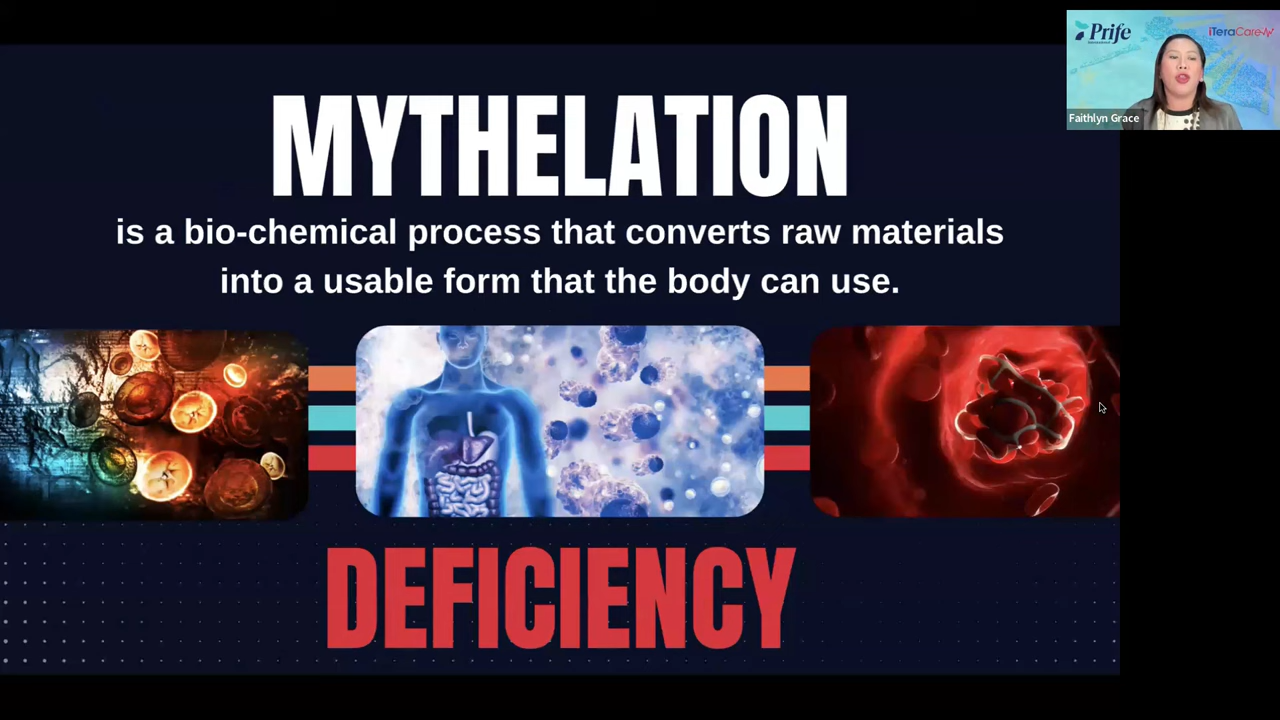 MYTHELATION
is a bio-chemical process that converts raw materials
into a usable form that the body can use.
DEFICIENCY
Prife
iTeraCare
Faithlyn Grace